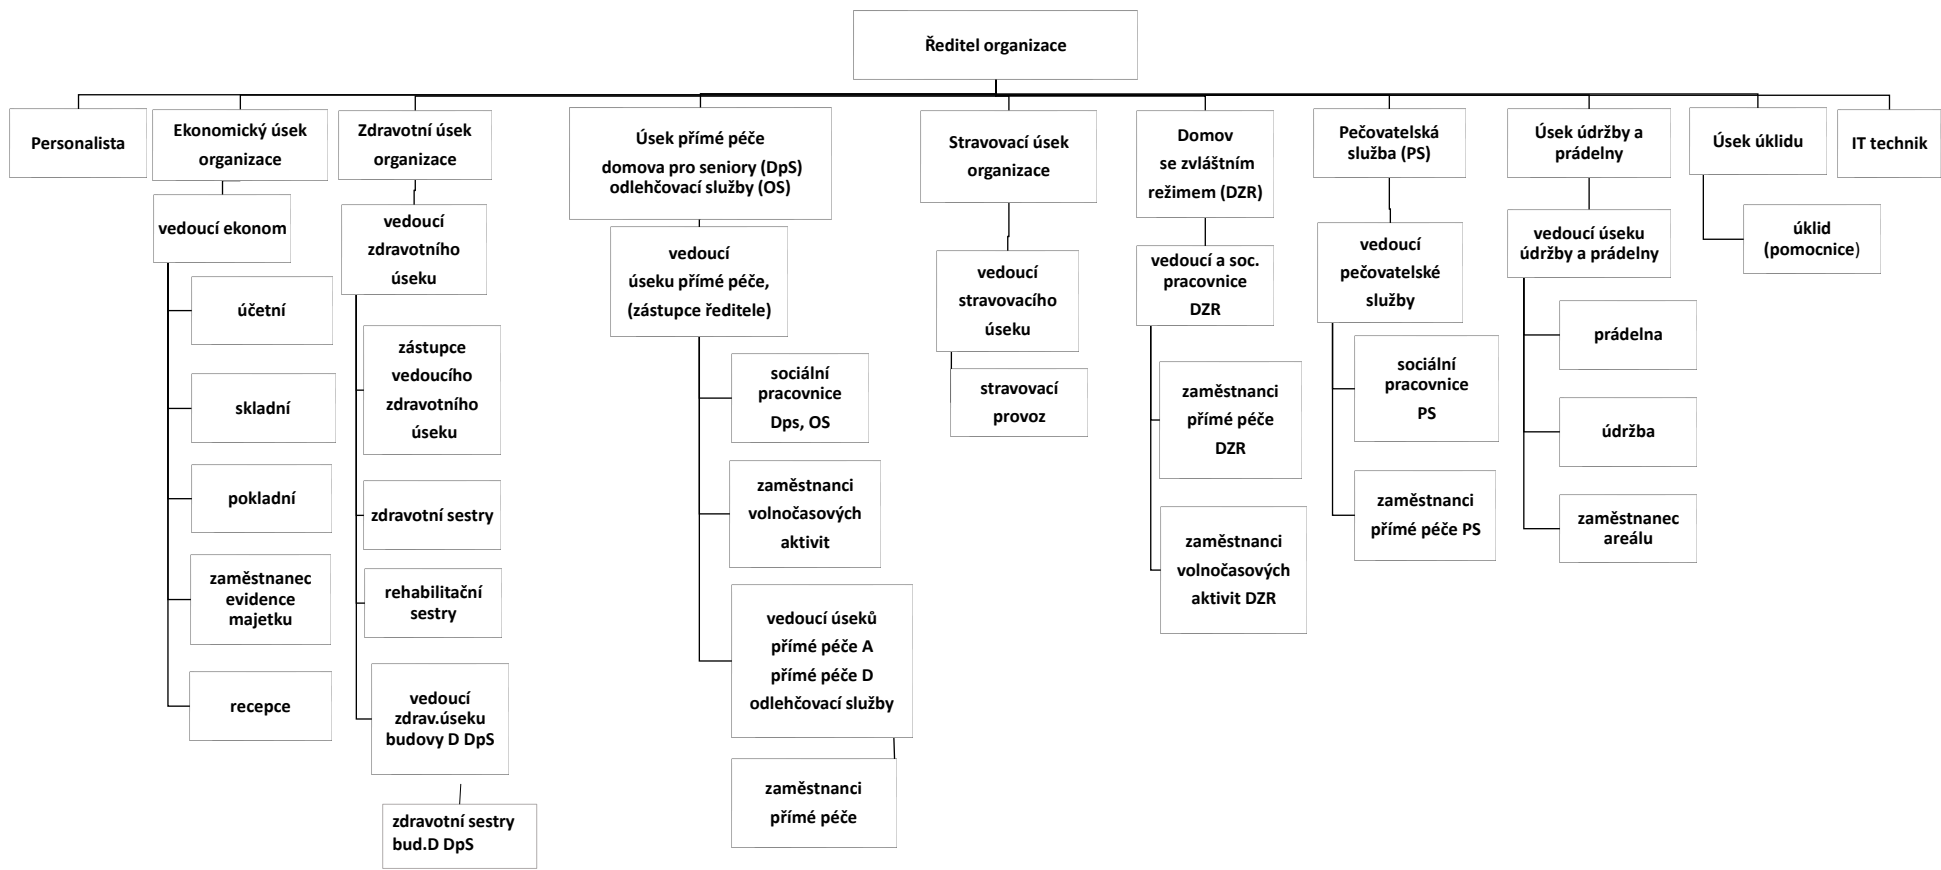 Ředitel organizace
Personalista
Ekonomický úsek
organizace
vedoucí ekonom
účetní
skladní
pokladní
zaměstnanec
evidence
majetku
recepce
Zdravotní úsek
organizace
vedoucí
zdravotního
úseku
zástupce
vedoucího
zdravotního
úseku
zdravotní sestry
rehabilitační
sestry
vedoucí
zdrav.úseku
budovy D DpS
zdravotní sestry
bud.D DpS
Úsek přímé péče
domova pro seniory (DpS)
odlehčovací služby (OS)
vedoucí
úseku přímé péče,
(zástupce ředitele)
sociální
pracovnice
Dps, OS
zaměstnanci
volnočasových
aktivit
vedoucí úseků
přímé péče A
přímé péče D
odlehčovací služby
zaměstnanci
přímé péče
Stravovací úsek
organizace
vedoucí
stravovacího
úseku
stravovací
provoz
Domov
se zvláštním
režimem (DZR)
vedoucí a soc.
pracovnice
DZR
zaměstnanci
přímé péče
DZR
zaměstnanci
volnočasových
aktivit DZR
Pečovatelská
služba (PS)
vedoucí
pečovatelské
služby
sociální
pracovnice
PS
zaměstnanci
přímé péče PS
Úsek údržby a
prádelny
vedoucí úseku
údržby a prádelny
prádelna
údržba
zaměstnanec
areálu
Úsek úklidu
úklid
(pomocnice)
IT technik